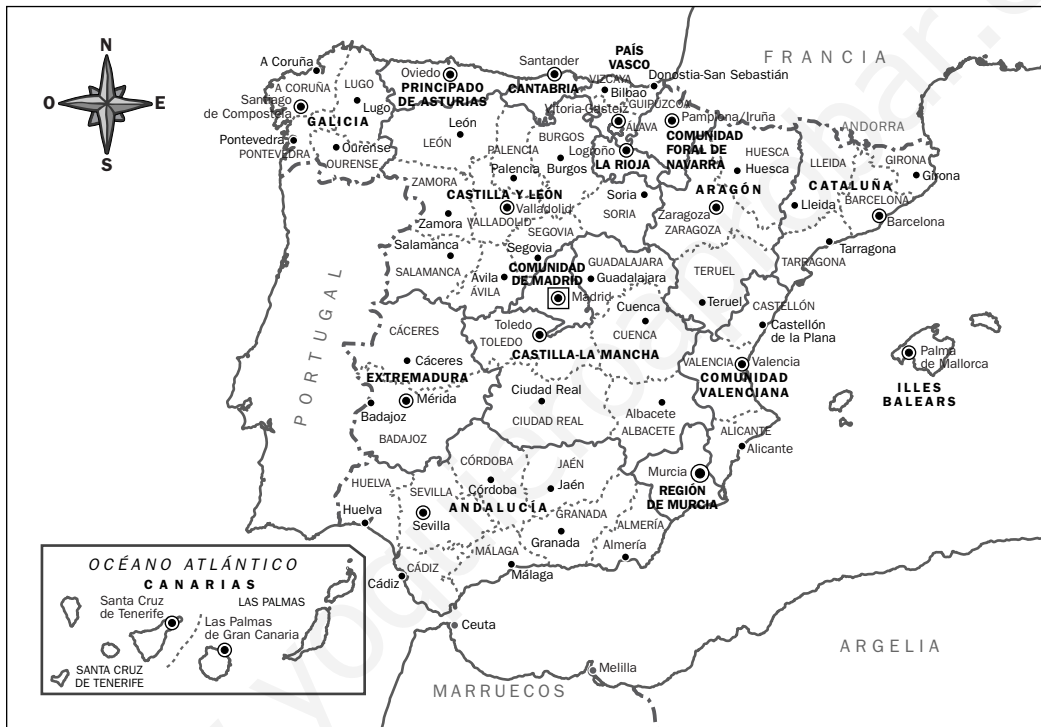 N
O
E
S
FRANCIA
ANDORRA
PORTUGAL
MARRUECOS
ARGELIA
A Coruña
A CORUÑA
LUGO
Lugo
Santiago
de Compostela
GALICIA
Pontevedra
PONTEVEDRA
Ourense
OURENSE
Oviedo
PRINCIPADO
DE ASTURIAS
Santander
CANTABRIA
PAÍS
VASCO
VIZCAYA
Bilbao
Donostia-San Sebastián
GUIPÚZCOA
Vitoria-Gasteiz
ÁLAVA
Pamplona/Iruña
COMUNIDAD
FORAL DE
NAVARRA
Logroño
LA RIOJA
León
LEÓN
PALENCIA
Palencia
BURGOS
Burgos
ZAMORA
Zamora
CASTILLA Y LEÓN
Valladolid
VALLADOLID
Soria
SORIA
SEGOVIA
Segovia
Salamanca
SALAMANCA
Ávila
ÁVILA
HUESCA
Huesca
ARAGÓN
Zaragoza
ZARAGOZA
TERUEL
Teruel
LLEIDA
Lleida
CATALUÑA
GIRONA
Girona
BARCELONA
Barcelona
Tarragona
TARRAGONA
COMUNIDAD
DE MADRID
Madrid
GUADALAJARA
Guadalajara
Cuenca
CUENCA
Toledo
TOLEDO
CASTILLA-LA MANCHA
Ciudad Real
CIUDAD REAL
Albacete
ALBACETE
CASTELLÓN
Castellón
de la Plana
VALENCIA
Valencia
COMUNIDAD
VALENCIANA
ALICANTE
Alicante
Palma
de Mallorca
ILLES
BALEARS
CÁCERES
Cáceres
EXTREMADURA
Mérida
Badajoz
BADAJOZ
Murcia
REGIÓN
DE MURCIA
HUELVA
Huelva
SEVILLA
Sevilla
CÓRDOBA
Córdoba
JAÉN
Jaén
ANDALUCÍA
GRANADA
Granada
ALMERÍA
Almería
MÁLAGA
Málaga
CÁDIZ
Cádiz
Ceuta
Melilla
OCÉANO ATLÁNTICO
CANARIAS
Santa Cruz
de Tenerife
LAS PALMAS
Las Palmas
de Gran Canaria
SANTA CRUZ
DE TENERIFE
yoquieroaprobar.